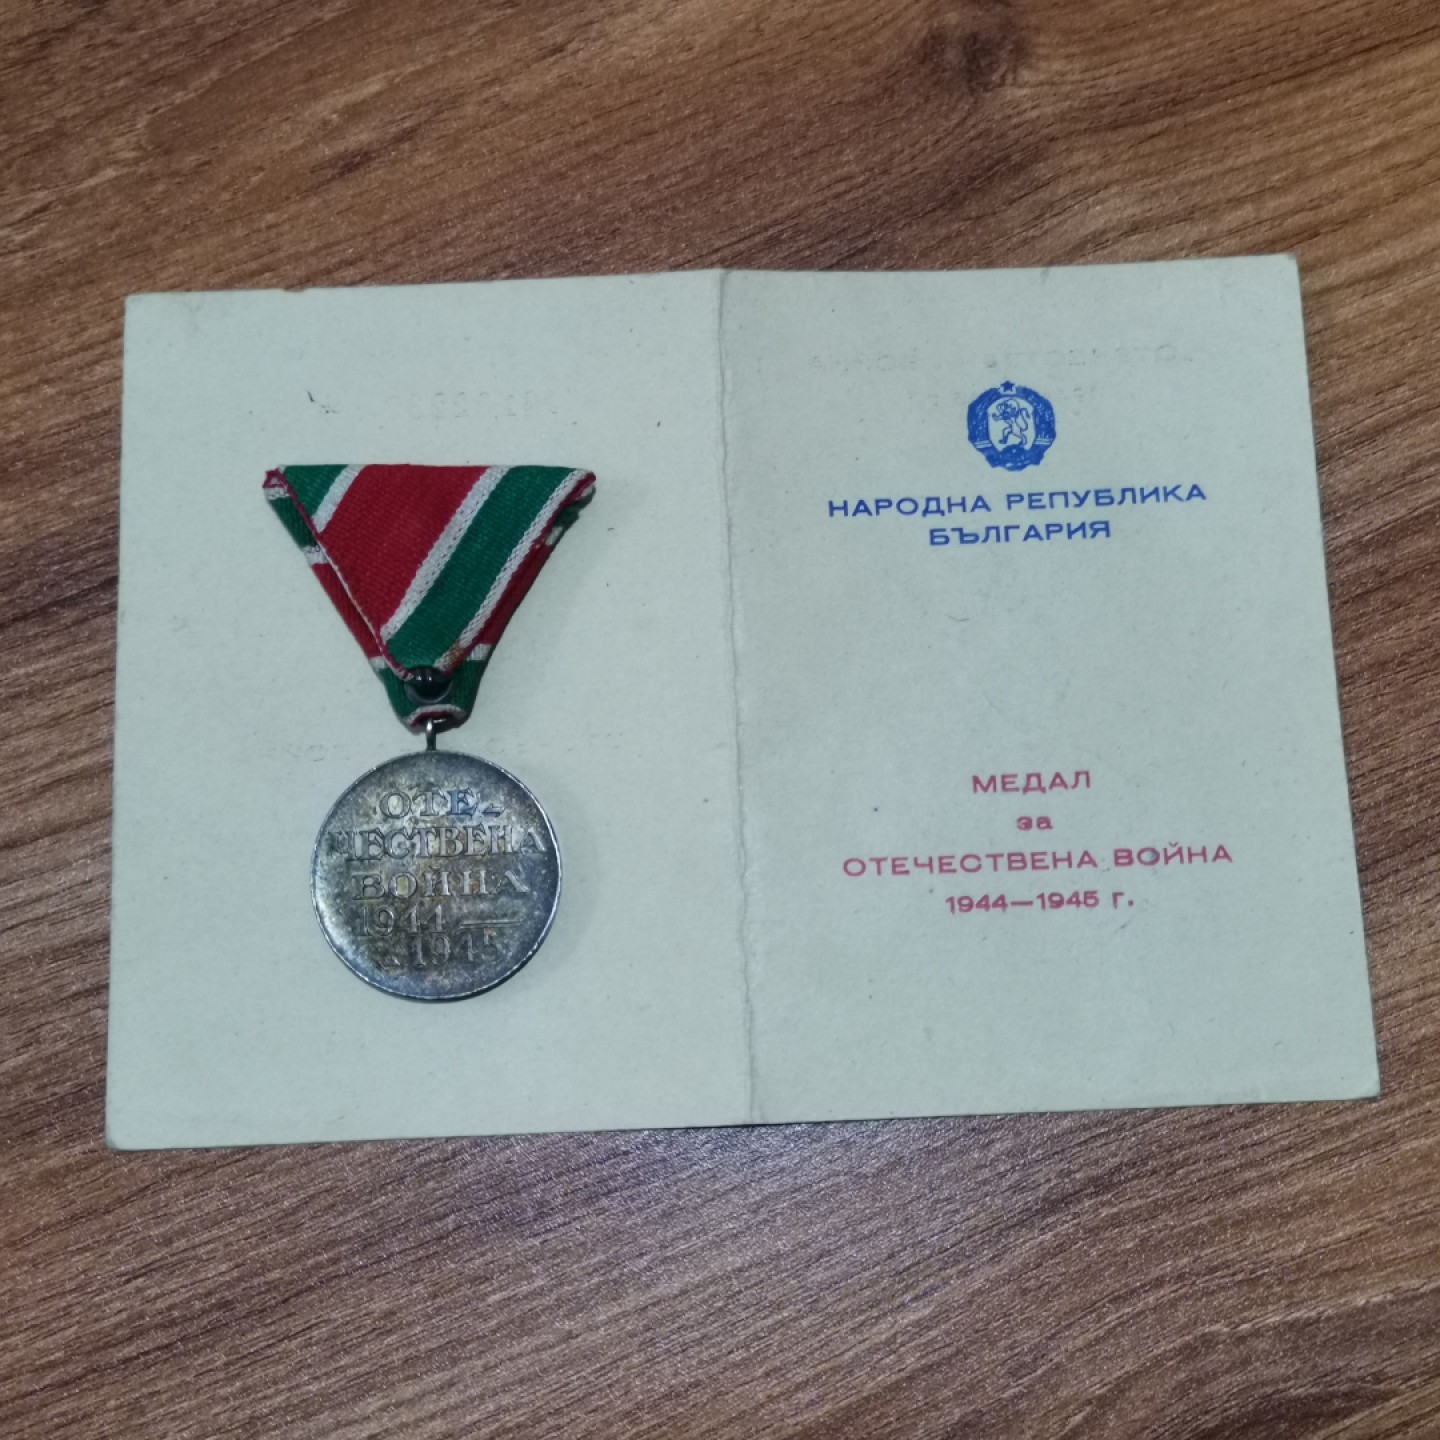 ОТЕ-
ЧЕСТВЕНА
ВОЙНА
1944 —
1945
НАРОДНА РЕПУБЛИКА
БЪЛГАРИЯ
МЕДАЛ
за
ОТЕЧЕСТВЕНА ВОЙНА
1944—1945 г.